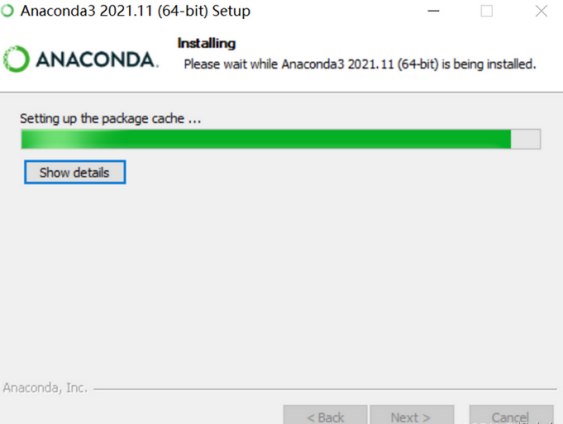 Anaconda3 2021.11 (64-bit) Setup
Installing
ANACONDA.
Please wait while Anaconda3 2021.11 (64-bit) is being installed.
Setting up the package cache ...
Show details
Anaconda, Inc.
< Back
Next >
Cancel